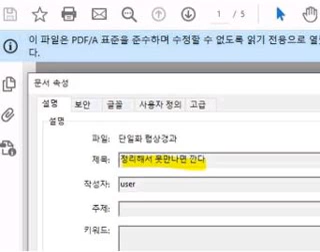 1 / 5
이 파일은 PDF/A 표준을 준수하며 수정할 수 없도록 읽기 전용으로 열
다.
문서 속성
설명 보안 글꼴 사용자 정의 고급
설명
파일: 단일화 협상경과
제목: 정리해서 못만나면 깐다
작성자: user
주제:
키워드: